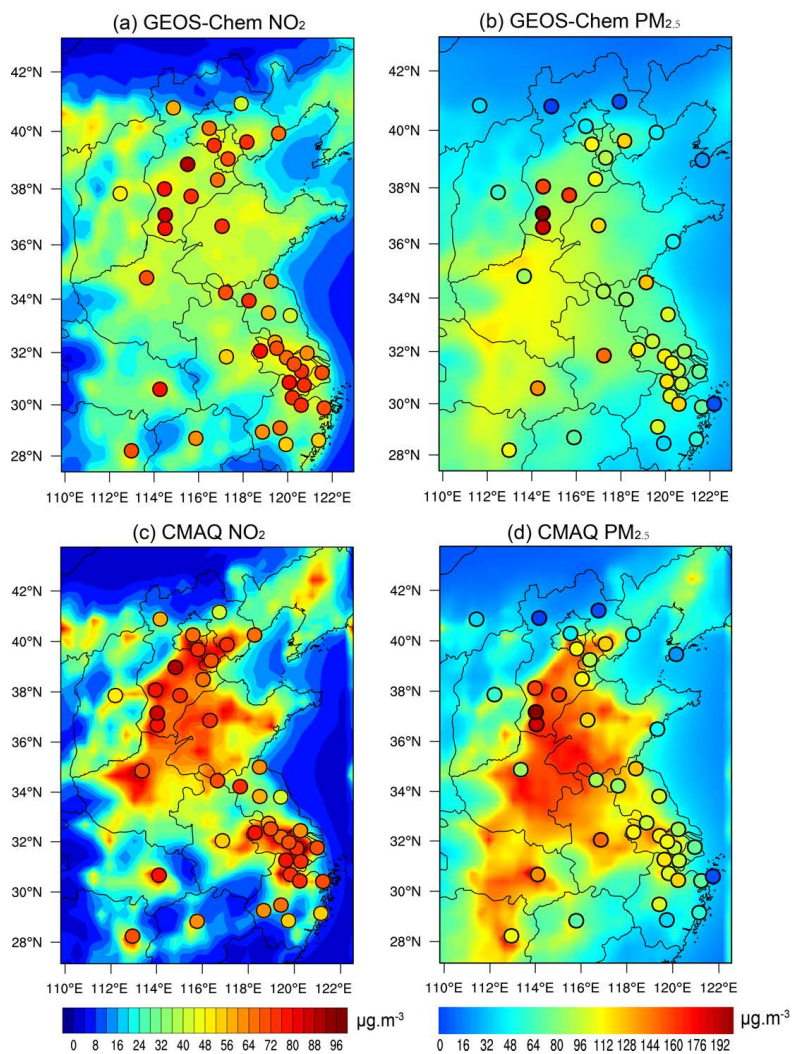 (a) GEOS-Chem NO2
(b) GEOS-Chem PM2.5
42°N
40°N
38°N
36°N
34°N
32°N
30°N
28°N
42°N
40°N
38°N
36°N
34°N
32°N
30°N
28°N
110°E 112°E 114°E 116°E 118°E 120°E 122°E
110°E 112°E 114°E 116°E 118°E 120°E 122°E
(c) CMAQ NO2
(d) CMAQ PM2.5
42°N
40°N
38°N
36°N
34°N
32°N
30°N
28°N
42°N
40°N
38°N
36°N
34°N
32°N
30°N
28°N
110°E 112°E 114°E 116°E 118°E 120°E 122°E
110°E 112°E 114°E 116°E 118°E 120°E 122°E
µg.m-3
0 8 16 24 32 40 48 56 64 72 80 88 96
µg.m-3
0 16 32 48 64 80 96 112 128 144 160 176 192